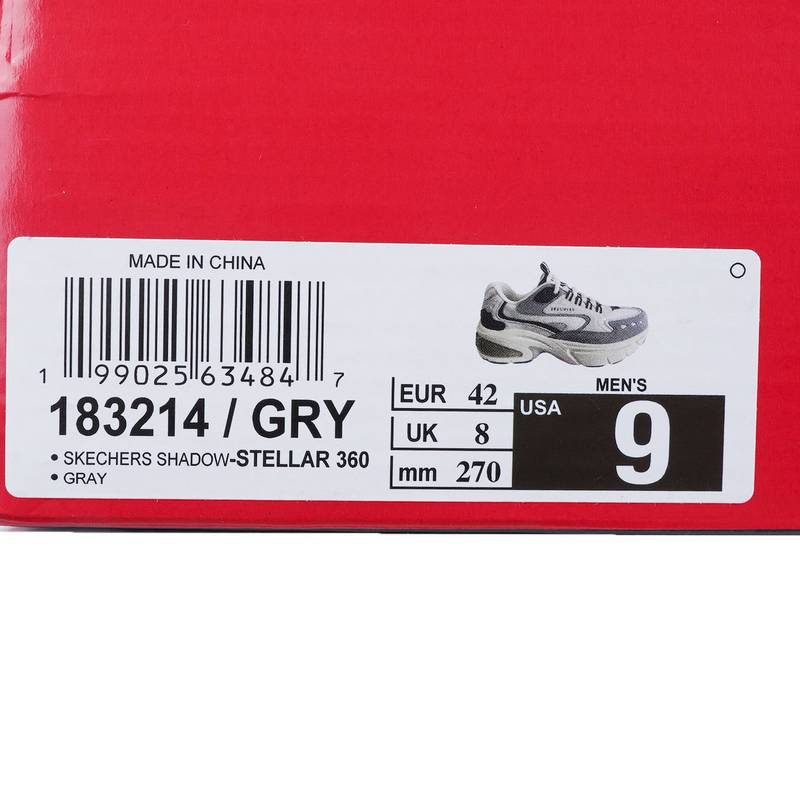 MADE IN CHINA
1 99025 63484 7
183214 / GRY
• SKECHERS SHADOW-STELLAR 360
• GRAY
EUR 42
UK 8
mm 270
MEN'S
USA 9